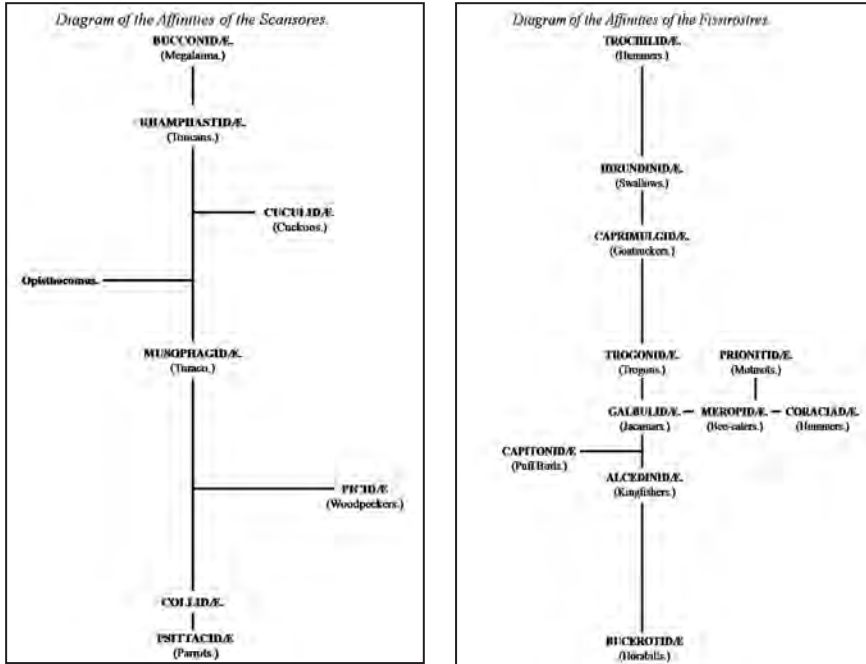 Diagram of the Affinities of the Scansores.
BUCCONIDÆ.
(Megalaima.)
RHAMPHASTIDÆ.
(Toucans.)
CUCULIDÆ.
(Cuckoos.)
Opisthocomus.
MUSOPHAGIDÆ.
(Turaco.)
PICIDÆ
(Woodpeckers.)
COLLIDÆ.
PSITTACIDÆ
(Parrots.)
Diagram of the Affinities of the Fissirostres.
TROCHILIDÆ.
(Hummers.)
HIRUNDINIDÆ.
(Swallows.)
CAPRIMULGIDÆ.
(Goatsuckers.)
TROGONIDÆ. PRIONITIDÆ.
(Trogons.) (Motmots.)
GALBULIDÆ. MEROPIDÆ. CORACIADÆ.
(Jacamars.) (Bee-eaters.) (Hummers.)
CAPITONIDÆ
(Puff Birds.)
ALCEDINIDÆ.
(Kingfishers.)
BUCEROTIDÆ
(Hornbills.)